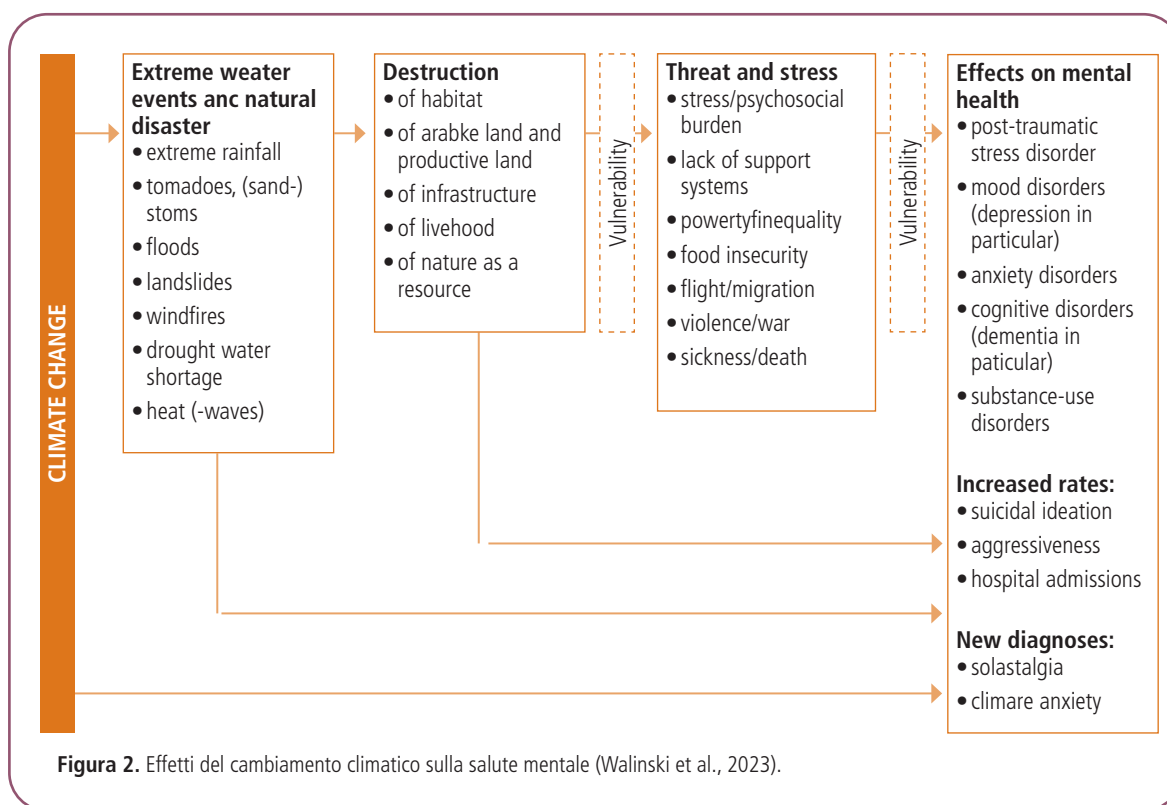 CLIMATE CHANGE
Extreme weater
events anc natural
disaster
• extreme rainfall
• tomadoes, (sand-)
stoms
• floods
• landslides
• windfires
• drought water
shortage
• heat (-waves)
Destruction
• of habitat
• of arabke land and
productive land
• of infrastructure
• of livehood
• of nature as a
resource
Vulnerability
Threat and stress
• stress/psychosocial
burden
• lack of support
systems
• powertyfinequality
• food insecurity
• flight/migration
• violence/war
• sickness/death
Vulnerability
Effects on mental
health
• post-traumatic
stress disorder
• mood disorders
(depression in
particular)
• anxiety disorders
• cognitive disorders
(dementia in
paticular)
• substance-use
disorders
Increased rates:
• suicidal ideation
• aggressiveness
• hospital admissions
New diagnoses:
• solastalgia
• climare anxiety
Figura 2. Effetti del cambiamento climatico sulla salute mentale (Walinski et al., 2023).